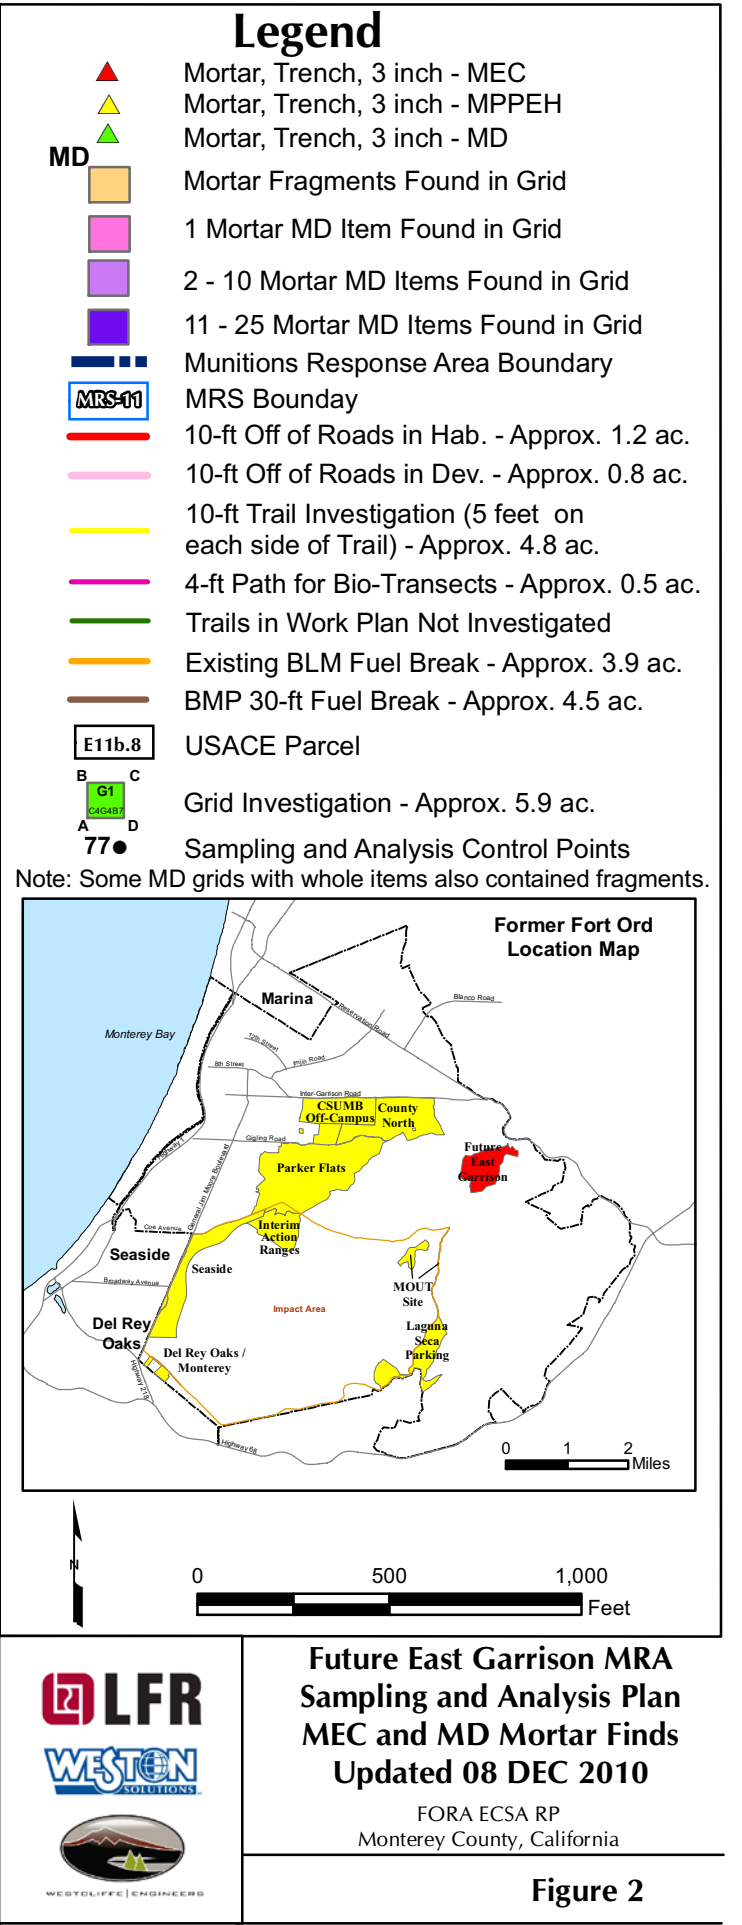 Legend
Mortar, Trench, 3 inch - MEC
Mortar, Trench, 3 inch - MPPEH
Mortar, Trench, 3 inch - MD
MD
Mortar Fragments Found in Grid
1 Mortar MD Item Found in Grid
2 - 10 Mortar MD Items Found in Grid
11 - 25 Mortar MD Items Found in Grid
Munitions Response Area Boundary
MRS-11
MRS Bounday
10-ft Off of Roads in Hab. - Approx. 1.2 ac.
10-ft Off of Roads in Dev. - Approx. 0.8 ac.
10-ft Trail Investigation (5 feet on
each side of Trail) - Approx. 4.8 ac.
4-ft Path for Bio-Transects - Approx. 0.5 ac.
Trails in Work Plan Not Investigated
Existing BLM Fuel Break - Approx. 3.9 ac.
BMP 30-ft Fuel Break - Approx. 4.5 ac.
E11b.8
USACE Parcel
B C
G1
C4G4B7
A D
Grid Investigation - Approx. 5.9 ac.
77
Sampling and Analysis Control Points
Note: Some MD grids with whole items also contained fragments.
Former Fort Ord
Location Map
Marina
Reservation Road
Blanco Road
Monterey Bay
12th Street
8th Street
Imjin Road
Inter-Garrison Road
CSUMB
Off-Campus
County
North
Gigling Road
Highway 1
General Jim Moore Boulevard
Parker Flats
Future
East
Garrison
Coe Avenue
Interim
Action
Ranges
Seaside
Seaside
Broadway Avenue
MOUT
Site
Impact Area
Del Rey
Oaks
Laguna
Seca
Parking
Del Rey Oaks /
Monterey
Highway 218
Highway 68
0 1 2
Miles
N
0 500 1,000
Feet
LFR
WESTON
SOLUTIONS
WESTCLIFFE | ENGINEERS
Future East Garrison MRA
Sampling and Analysis Plan
MEC and MD Mortar Finds
Updated 08 DEC 2010
FORA ECSA RP
Monterey County, California
Figure 2